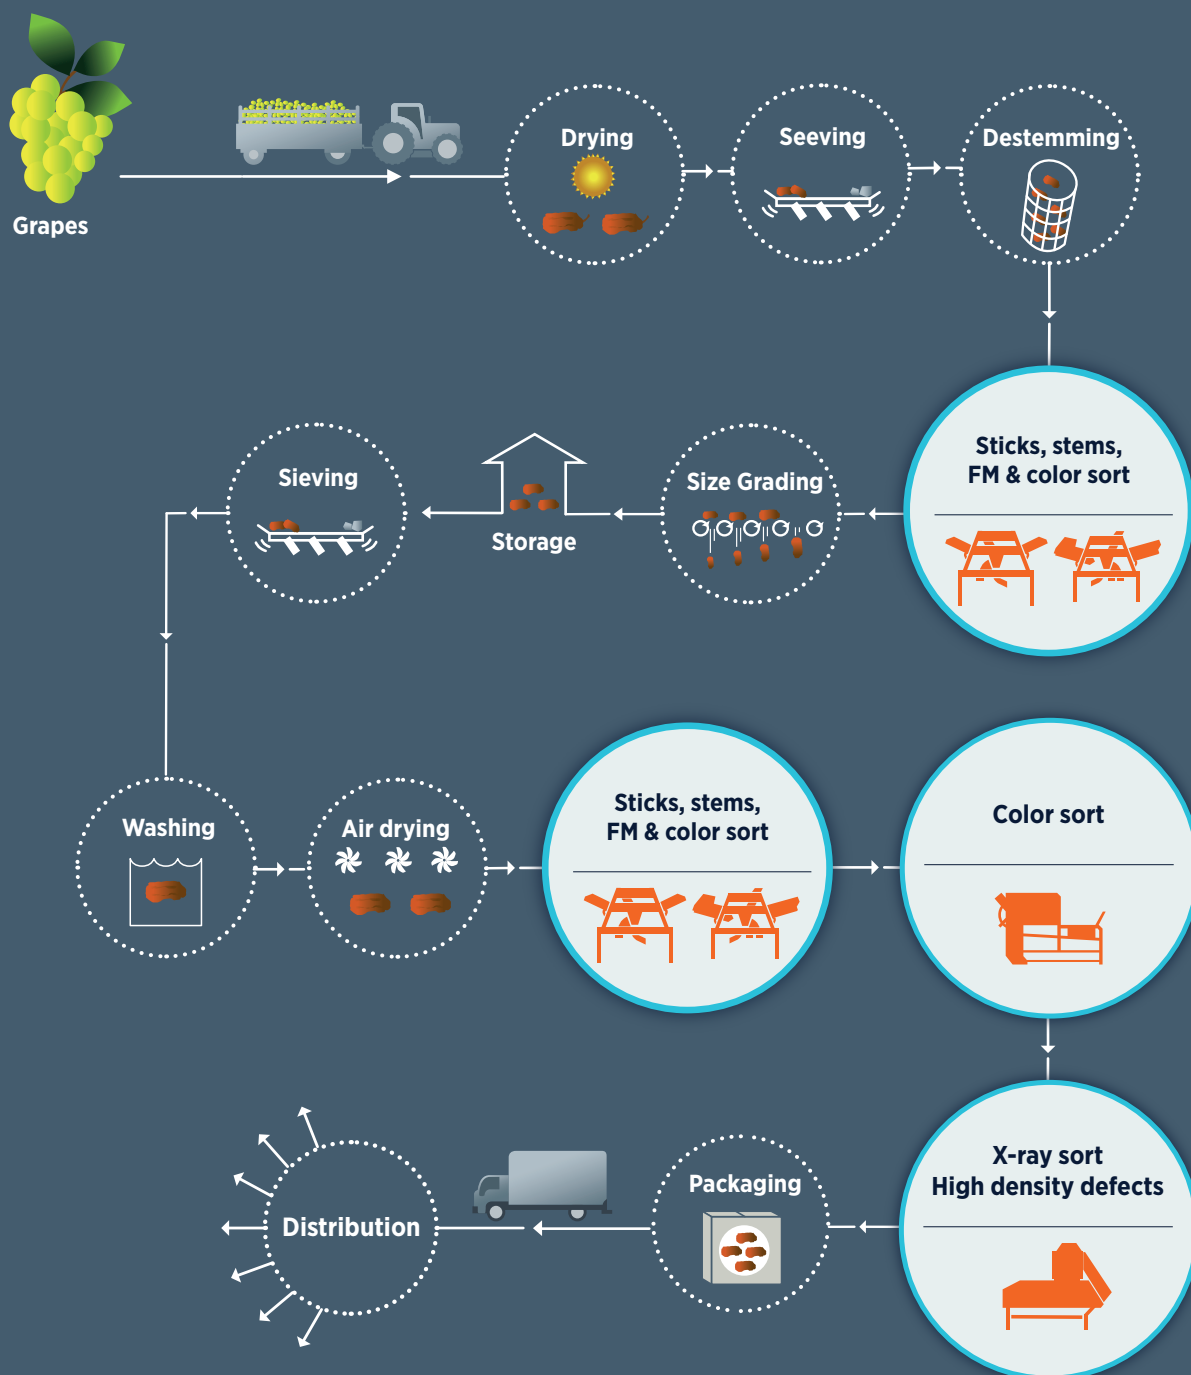 Grapes
Drying
Seeving
Destemming
Sticks, stems,
FM & color sort
Size Grading
Storage
Sieving
Washing
Air drying
Sticks, stems,
FM & color sort
Color sort
X-ray sort
High density defects
Packaging
Distribution